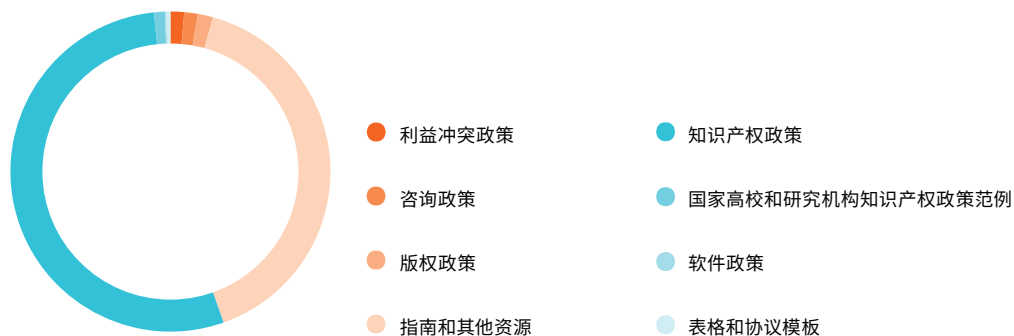 利益冲突政策
咨询政策
版权政策
指南和其他资源
知识产权政策
国家高校和研究机构知识产权政策范例
软件政策
表格和协议模板